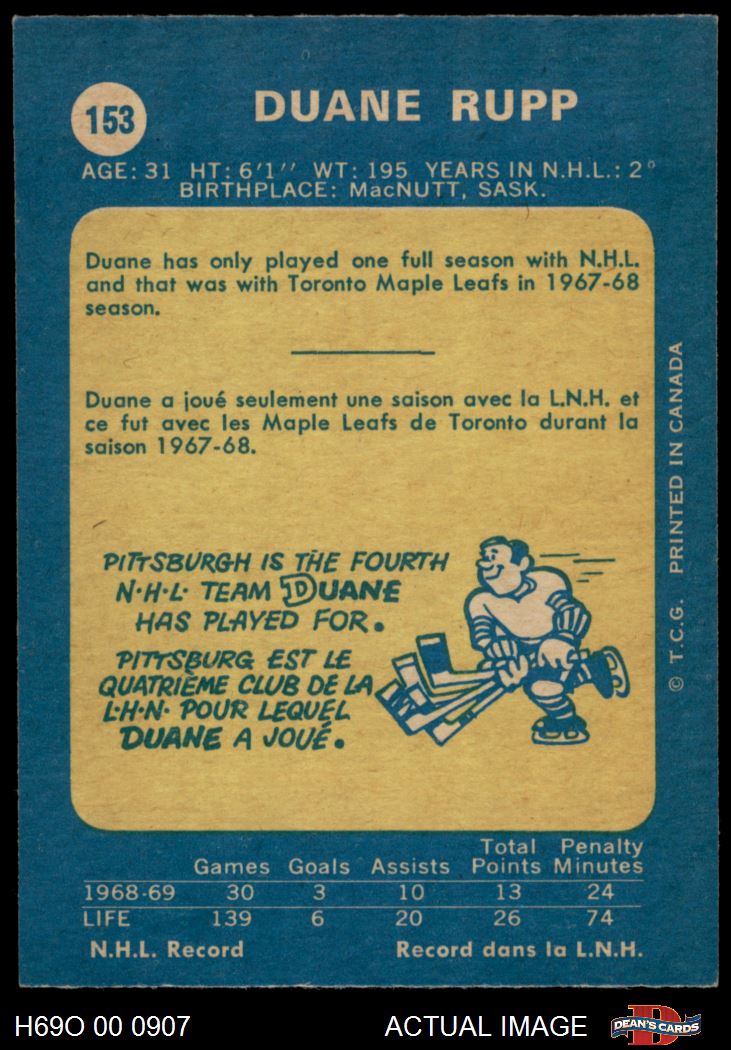 153
DUANE RUPP
AGE: 31 HT: 6'1'' WT: 195 YEARS IN N.H.L.: 2°
BIRTHPLACE: MacNUTT, SASK.
Duane has only played one full season with N.H.L.
and that was with Toronto Maple Leafs in 1967-68
season.
Duane a joué seulement une saison avec la L.N.H. et
ce fut avec les Maple Leafs de Toronto durant la
saison 1967-68.
PITTSBURGH IS THE FOURTH
N·H·L· TEAM DUANE
HAS PLAYED FOR.
PITTSBURG EST LE
QUATRIÈME CLUB DE LA
L·H·N· POUR LEQUEL
DUANE A JOUÉ.
© T.C.G. PRINTED IN CANADA
Total Penalty
Games Goals Assists Points Minutes
1968-69 30 3 10 13 24
LIFE 139 6 20 26 74
N.H.L. Record Record dans la L.N.H.
H69O 00 0907 ACTUAL IMAGE
D
DEAN'S CARDS